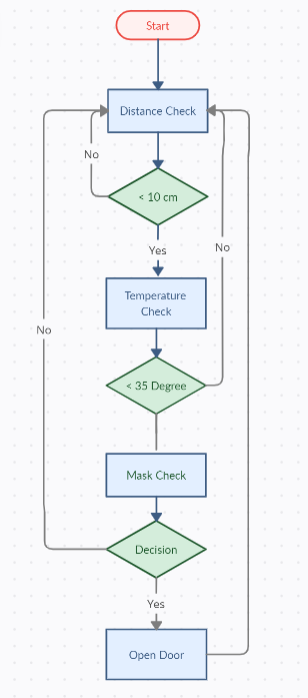 Start
Distance Check
No
< 10 cm
Yes
No
Temperature
Check
No
< 35 Degree
Mask Check
Decision
Yes
Open Door